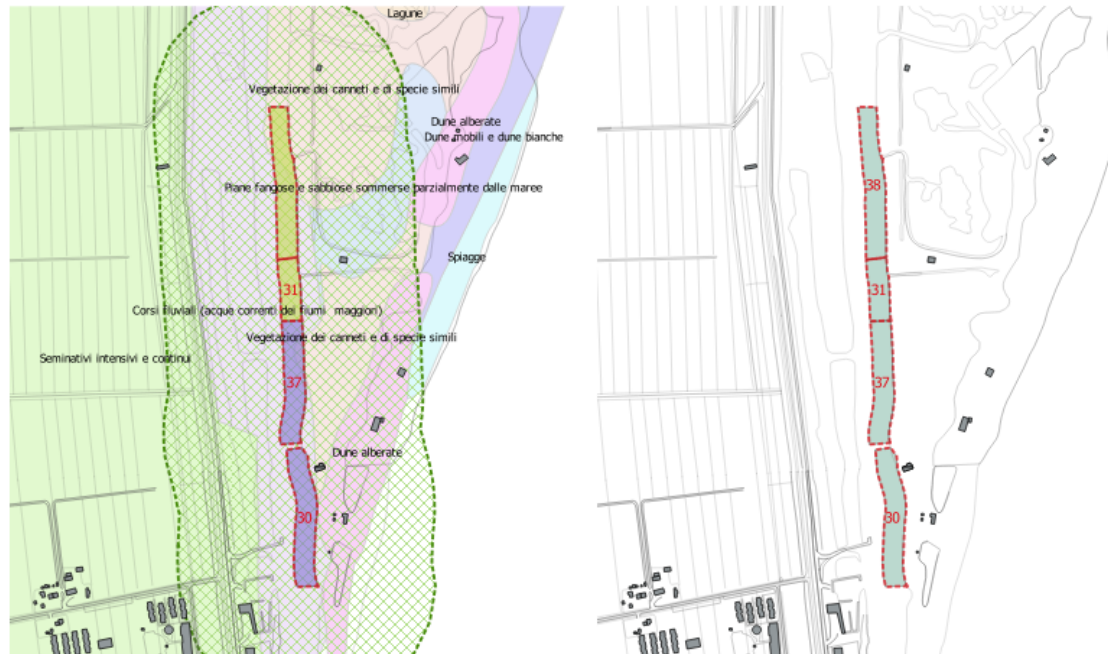 Lagune
Vegetazione dei canneti e di specie simili
Dune alberate
Dune mobili e dune bianche
Piane fangose e sabbiose sommerse parzialmente dalle maree
Spiagge
31
Corsi fluviali (acque correnti dei fiumi maggiori)
Vegetazione dei canneti e di specie simili
Seminativi intensivi e continui
37
Dune alberate
30
38
31
37
30